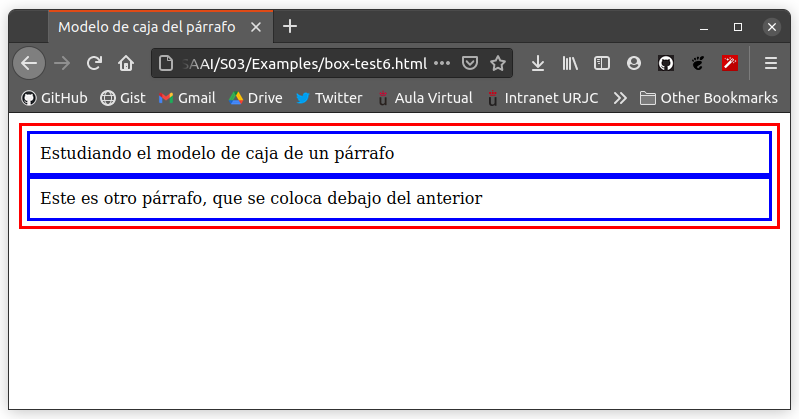 Modelo de caja del párrafo
SAAI/S03/Examples/box-test6.html
GitHub Gist Gmail Drive Twitter Aula Virtual Intranet URJC Other Bookmarks
Estudiando el modelo de caja de un párrafo
Este es otro párrafo, que se coloca debajo del anterior